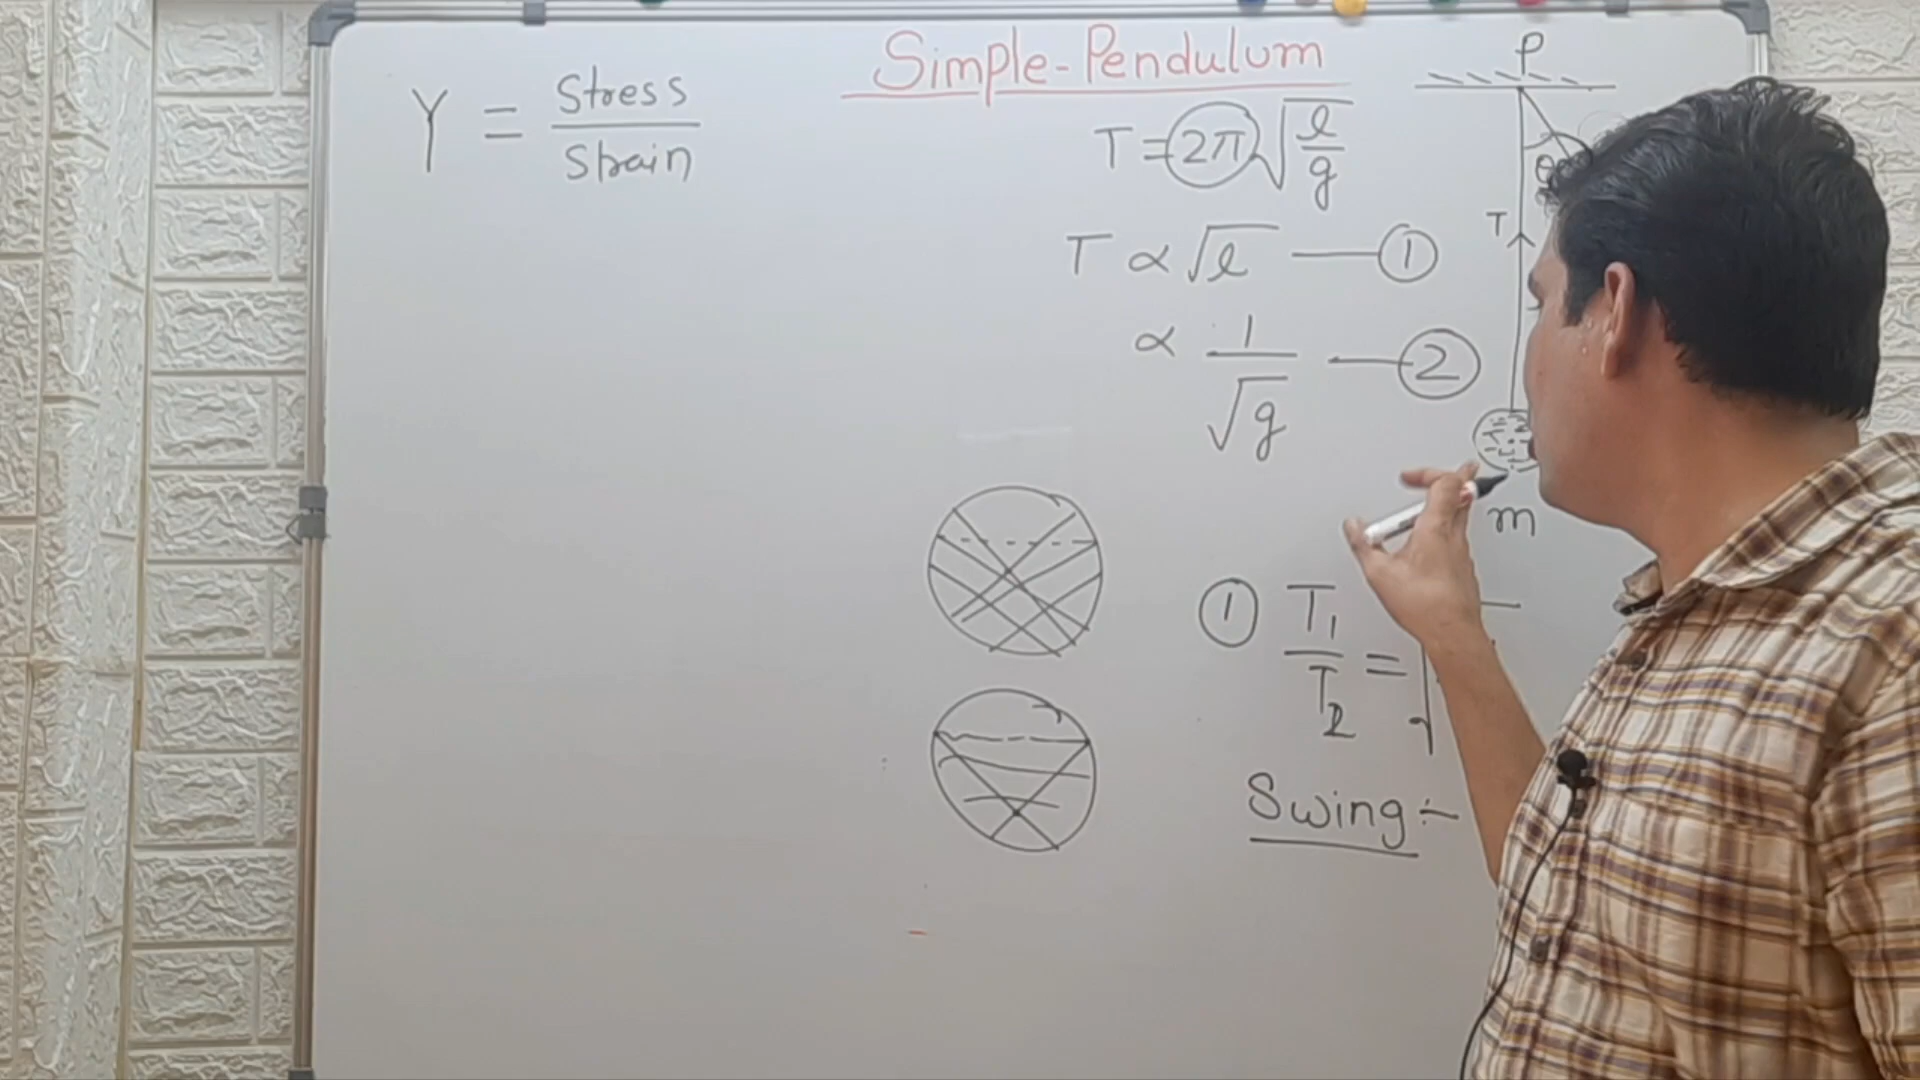 Simple-Pendulum
Y = Stress / Strain
T = 2π √(l/g)
T ∝ √l —— ①
∝ 1/√g —— ②
P
θ
T
m
① T₁/T₂ = √
Swing :-